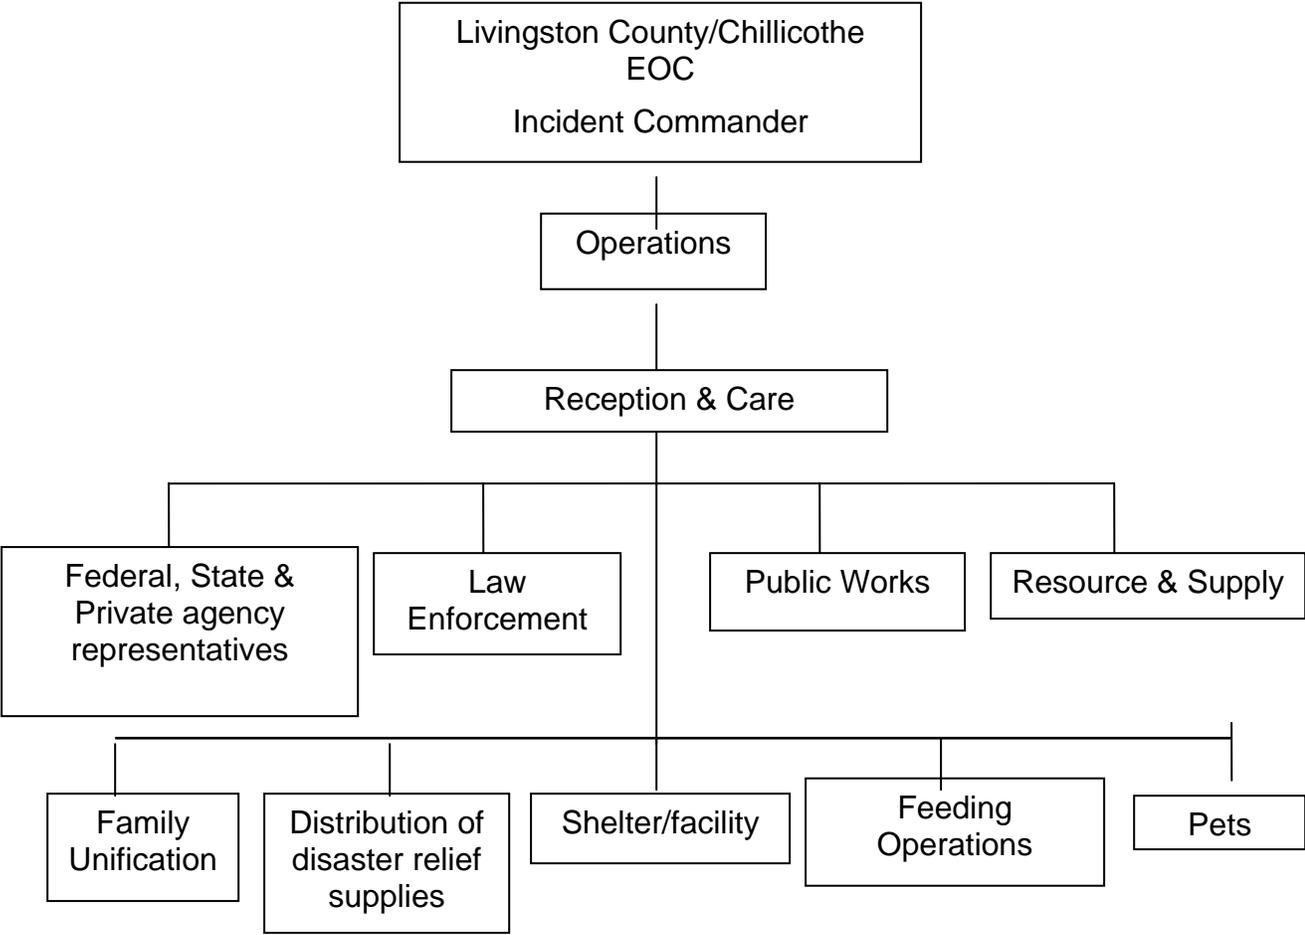 Livingston County/Chillicothe
EOC
Incident Commander
Operations
Reception & Care
Federal, State &
Private agency
representatives
Law
Enforcement
Public Works
Resource & Supply
Family
Unification
Distribution of
disaster relief
supplies
Shelter/facility
Feeding
Operations
Pets